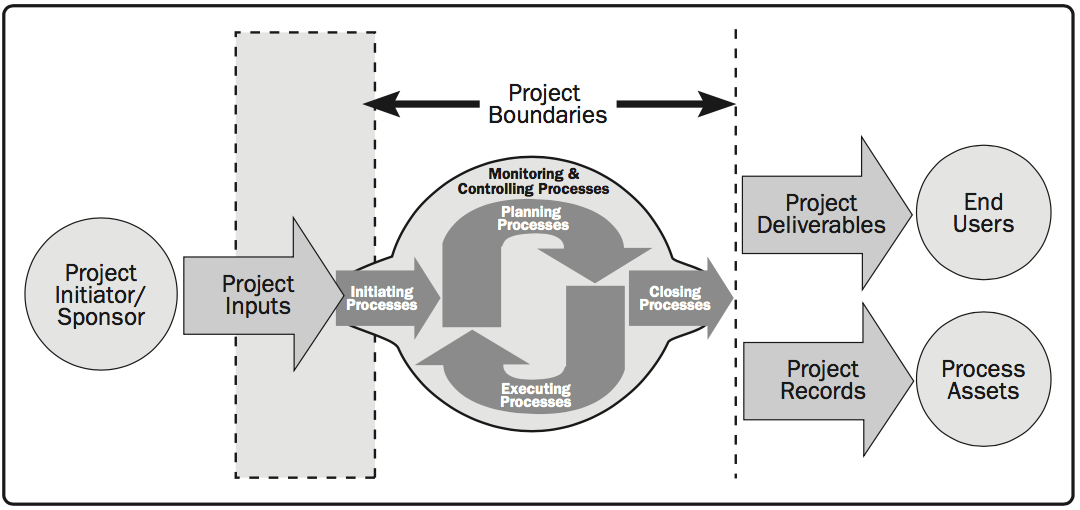 Project
Boundaries
Monitoring &
Controlling Processes
Planning
Processes
Project
Initiator/
Sponsor
Project
Inputs
Initiating
Processes
Closing
Processes
Executing
Processes
Project
Deliverables
End
Users
Project
Records
Process
Assets